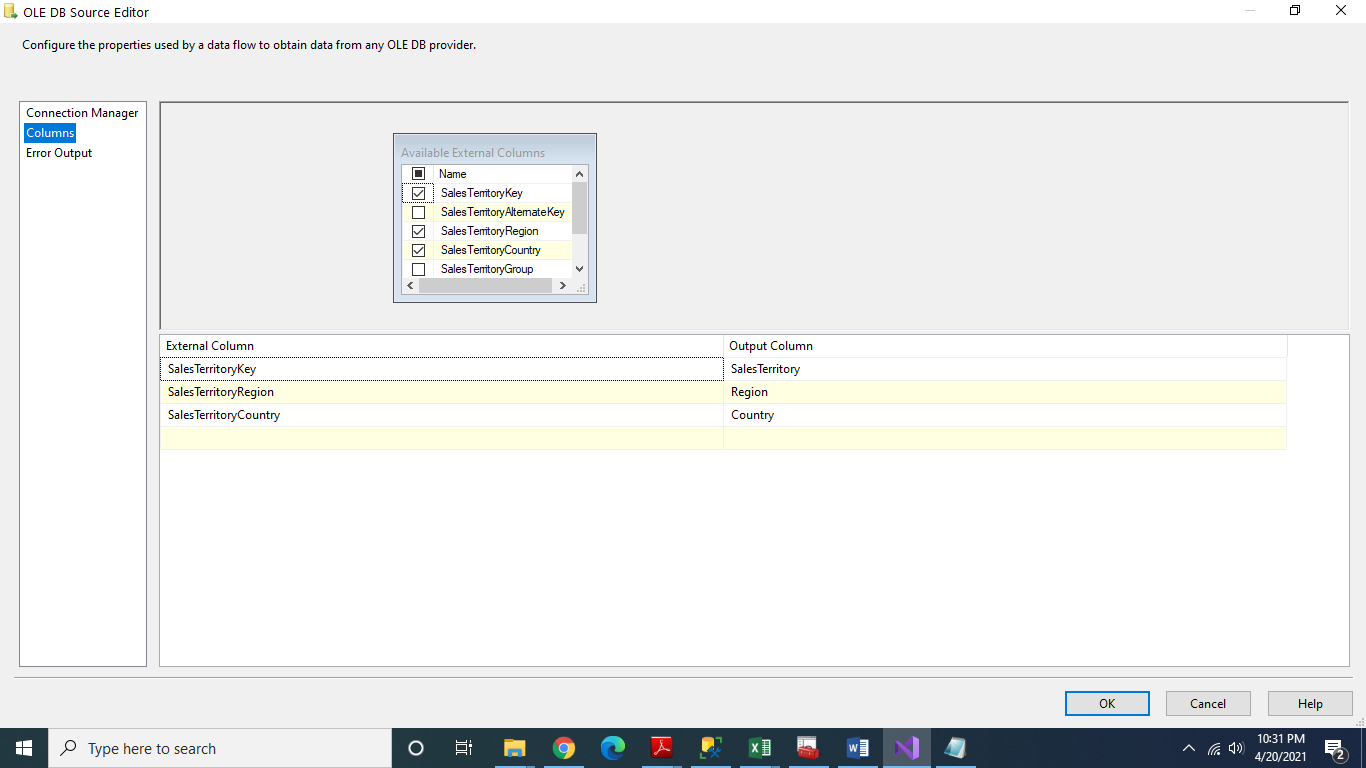 OLE DB Source Editor
Configure the properties used by a data flow to obtain data from any OLE DB provider.
Connection Manager
Columns
Error Output
Available External Columns
Name
SalesTerritoryKey
SalesTerritoryAlternateKey
SalesTerritoryRegion
SalesTerritoryCountry
SalesTerritoryGroup
External Column Output Column
SalesTerritoryKey SalesTerritory
SalesTerritoryRegion Region
SalesTerritoryCountry Country
OK Cancel Help
Type here to search
10:31 PM
4/20/2021
2